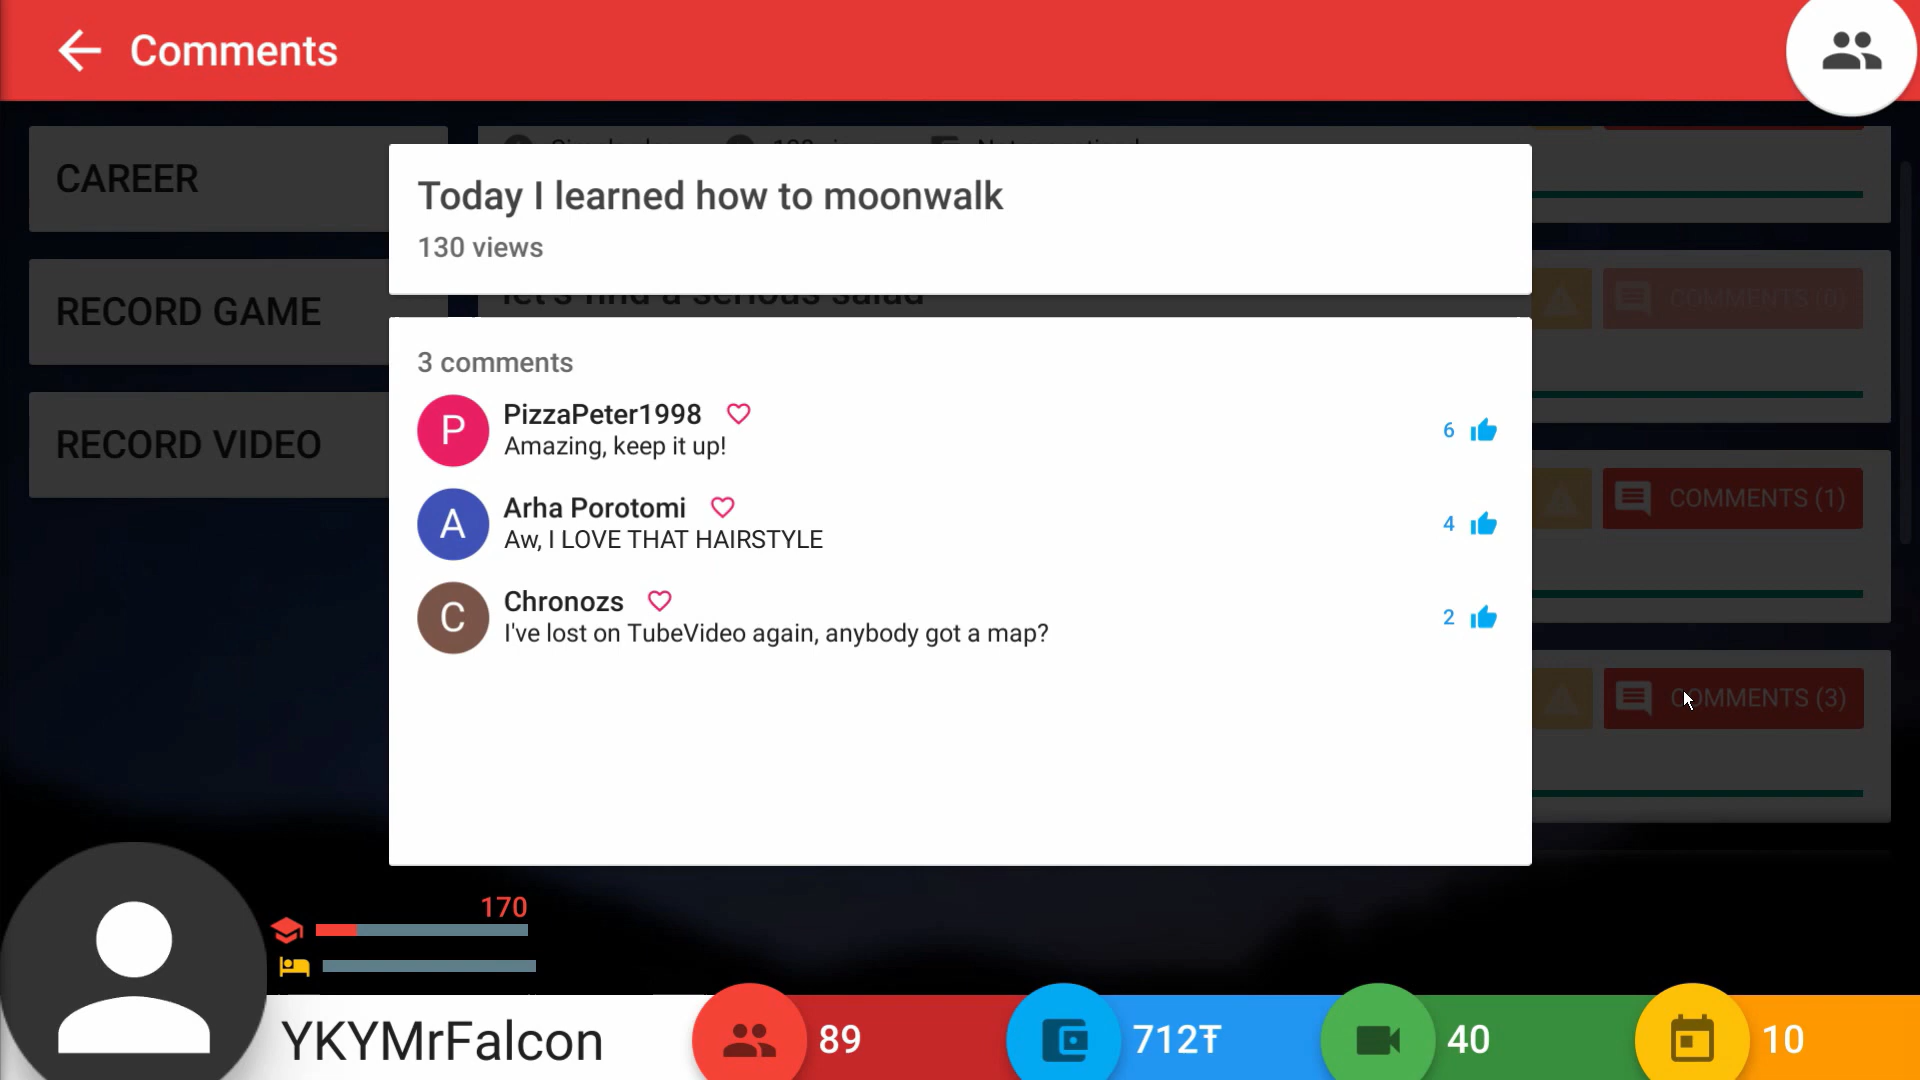 Comments
CAREER
Today I learned how to moonwalk
130 views
RECORD GAME
COMMENTS (0)
3 comments
PizzaPeter1998
Amazing, keep it up!
6
RECORD VIDEO
Arha Porotomi
Aw, I LOVE THAT HAIRSTYLE
4
COMMENTS (1)
Chronozs
I've lost on TubeVideo again, anybody got a map?
2
COMMENTS (3)
170
YKYMrFalcon
89
712Ŧ
40
10